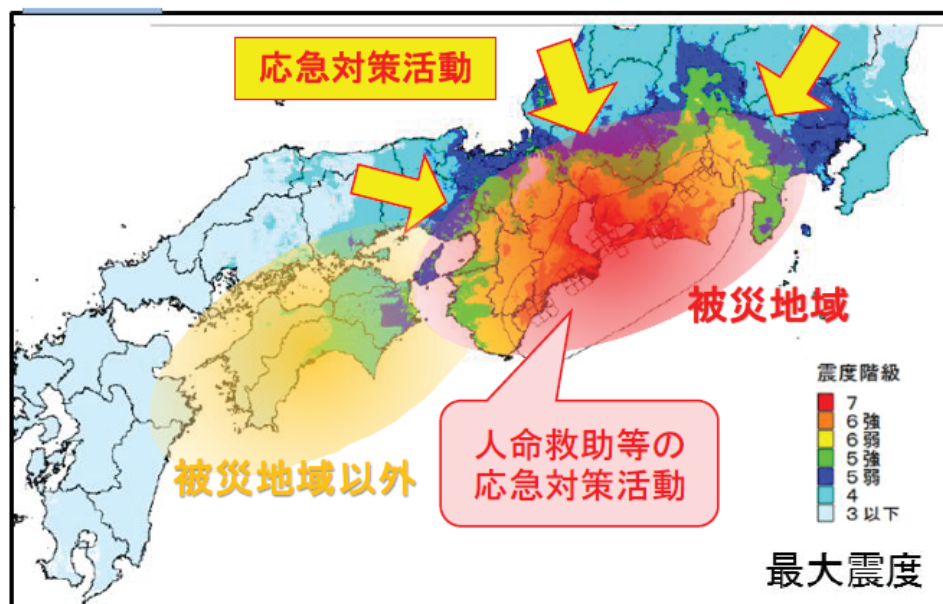 応急対策活動
被災地域
被災地域以外
人命救助等の
応急対策活動
震度階級
7
6強
6弱
5強
5弱
4
3以下
最大震度